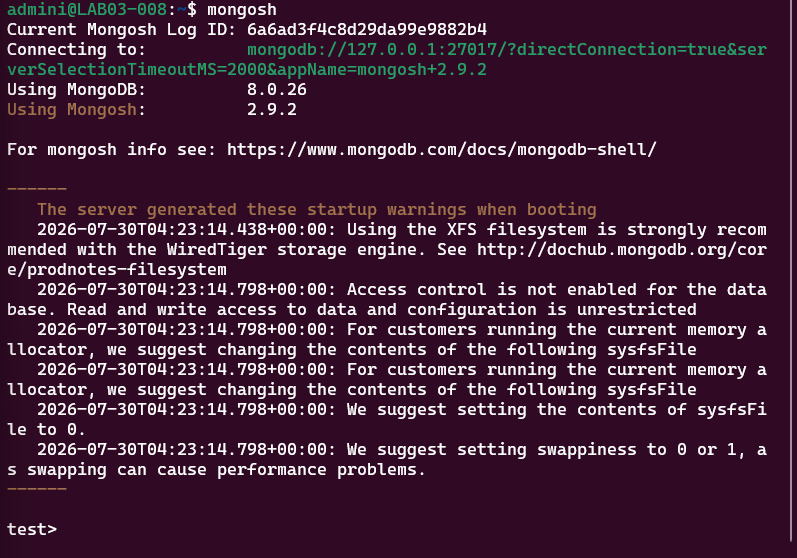 admini@LAB03-008:~$ mongosh
Current Mongosh Log ID: 6a6ad3f4c8d29da99e9882b4
Connecting to:          mongodb://127.0.0.1:27017/?directConnection=true&ser
verSelectionTimeoutMS=2000&appName=mongosh+2.9.2
Using MongoDB:          8.0.26
Using Mongosh:          2.9.2
For mongosh info see: https://www.mongodb.com/docs/mongodb-shell/
------
   The server generated these startup warnings when booting
   2026-07-30T04:23:14.438+00:00: Using the XFS filesystem is strongly recom
mended with the WiredTiger storage engine. See http://dochub.mongodb.org/cor
e/prodnotes-filesystem
   2026-07-30T04:23:14.798+00:00: Access control is not enabled for the data
base. Read and write access to data and configuration is unrestricted
   2026-07-30T04:23:14.798+00:00: For customers running the current memory a
llocator, we suggest changing the contents of the following sysfsFile
   2026-07-30T04:23:14.798+00:00: For customers running the current memory a
llocator, we suggest changing the contents of the following sysfsFile
   2026-07-30T04:23:14.798+00:00: We suggest setting the contents of sysfsFi
le to 0.
   2026-07-30T04:23:14.798+00:00: We suggest setting swappiness to 0 or 1, a
s swapping can cause performance problems.
------
test>